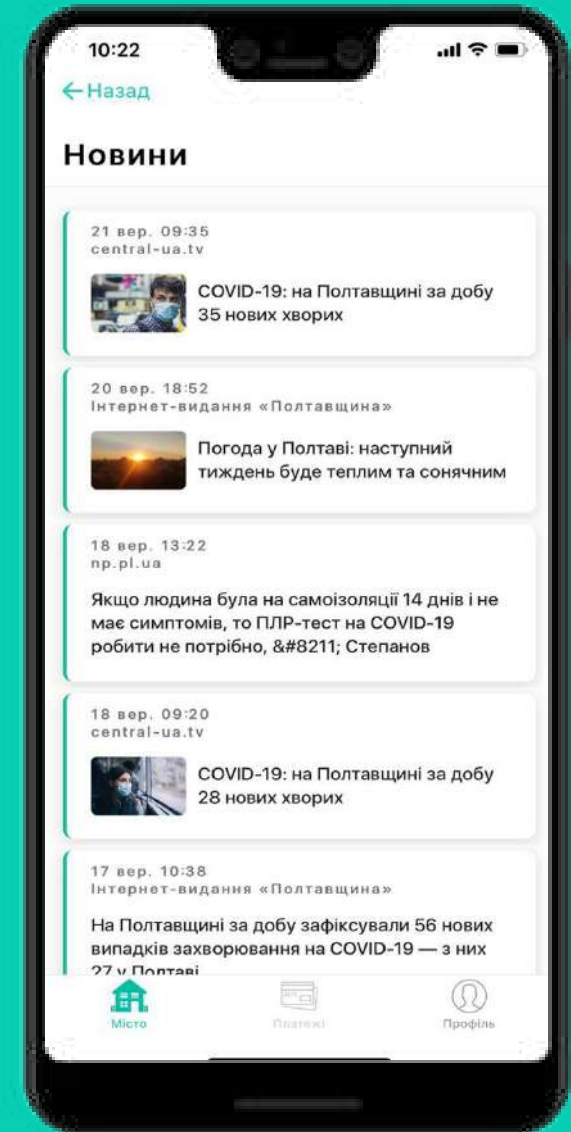 10:22
←Назад
Новини
21 вер. 09:35
central-ua.tv
COVID-19: на Полтавщині за добу
35 нових хворих
20 вер. 18:52
Інтернет-видання «Полтавщина»
Погода у Полтаві: наступний
тиждень буде теплим та сонячним
18 вер. 13:22
np.pl.ua
Якщо людина була на самоізоляції 14 днів і не
має симптомів, то ПЛР-тест на COVID-19
робити не потрібно, &#8211; Степанов
18 вер. 09:20
central-ua.tv
COVID-19: на Полтавщині за добу
28 нових хворих
17 вер. 10:38
Інтернет-видання «Полтавщина»
На Полтавщині за добу зафіксували 56 нових
випадків захворювання на COVID-19 — з них
27 у Полтаві
Місто
Платежі
Профіль